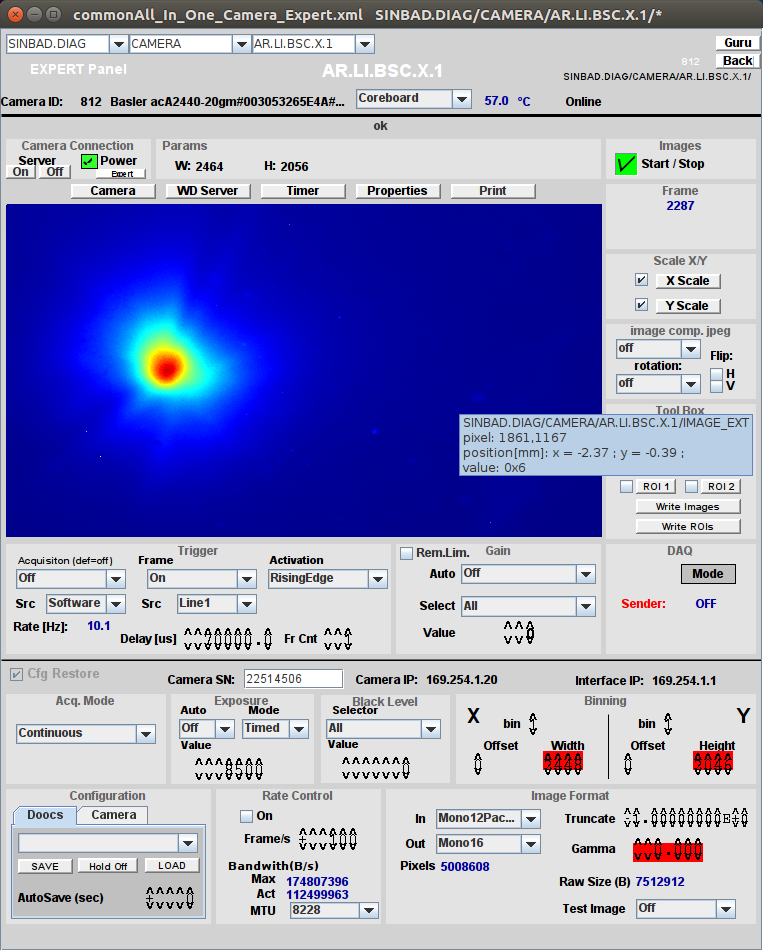 commonAll_In_One_Camera_Expert.xml SINBAD.DIAG/CAMERA/AR.LI.BSC.X.1/*
SINBAD.DIAG CAMERA AR.LI.BSC.X.1 Guru
EXPERT Panel AR.LI.BSC.X.1 812 Back
SINBAD.DIAG/CAMERA/AR.LI.BSC.X.1/
Camera ID: 812 Basler acA2440-20gm#003053265E4A#... Coreboard 57.0 °C Online
ok
Camera Connection Params Images
Server Power W: 2464 H: 2056 Start / Stop
On Off Expert
Camera WD Server Timer Properties Print Frame
2287
Scale X/Y
X Scale
Y Scale
image comp. jpeg
off Flip:
rotation: H
off V
Tool Box
SINBAD.DIAG/CAMERA/AR.LI.BSC.X.1/IMAGE_EXT
pixel: 1861,1167
position[mm]: x = -2.37 ; y = -0.39 ;
value: 0x6
ROI 1 ROI 2
Write Images
Write ROIs
Trigger Rem.Lim. Gain DAQ
Acquisiton (def=off) Frame Activation
Off On RisingEdge Auto Off Mode
Src Software Src Line1 Select All Sender: OFF
Rate [Hz]: 10.1 Delay [us] Fr Cnt Value
Cfg Restore Camera SN: 22514506 Camera IP: 169.254.1.20 Interface IP: 169.254.1.1
Acq. Mode Exposure Black Level Binning
Auto Mode Selector X bin bin Y
Continuous Off Timed All
Value Value Offset Width Offset Height
8500 0
Configuration Rate Control Image Format
Doocs Camera On In Mono12Pac... Truncate
Frame/s Out Mono16 Gamma
SAVE Hold Off LOAD Bandwith(B/s) Pixels 5008608
Max 174807396 Raw Size (B) 7512912
AutoSave (sec) Act 112499963
MTU 8228 Test Image Off